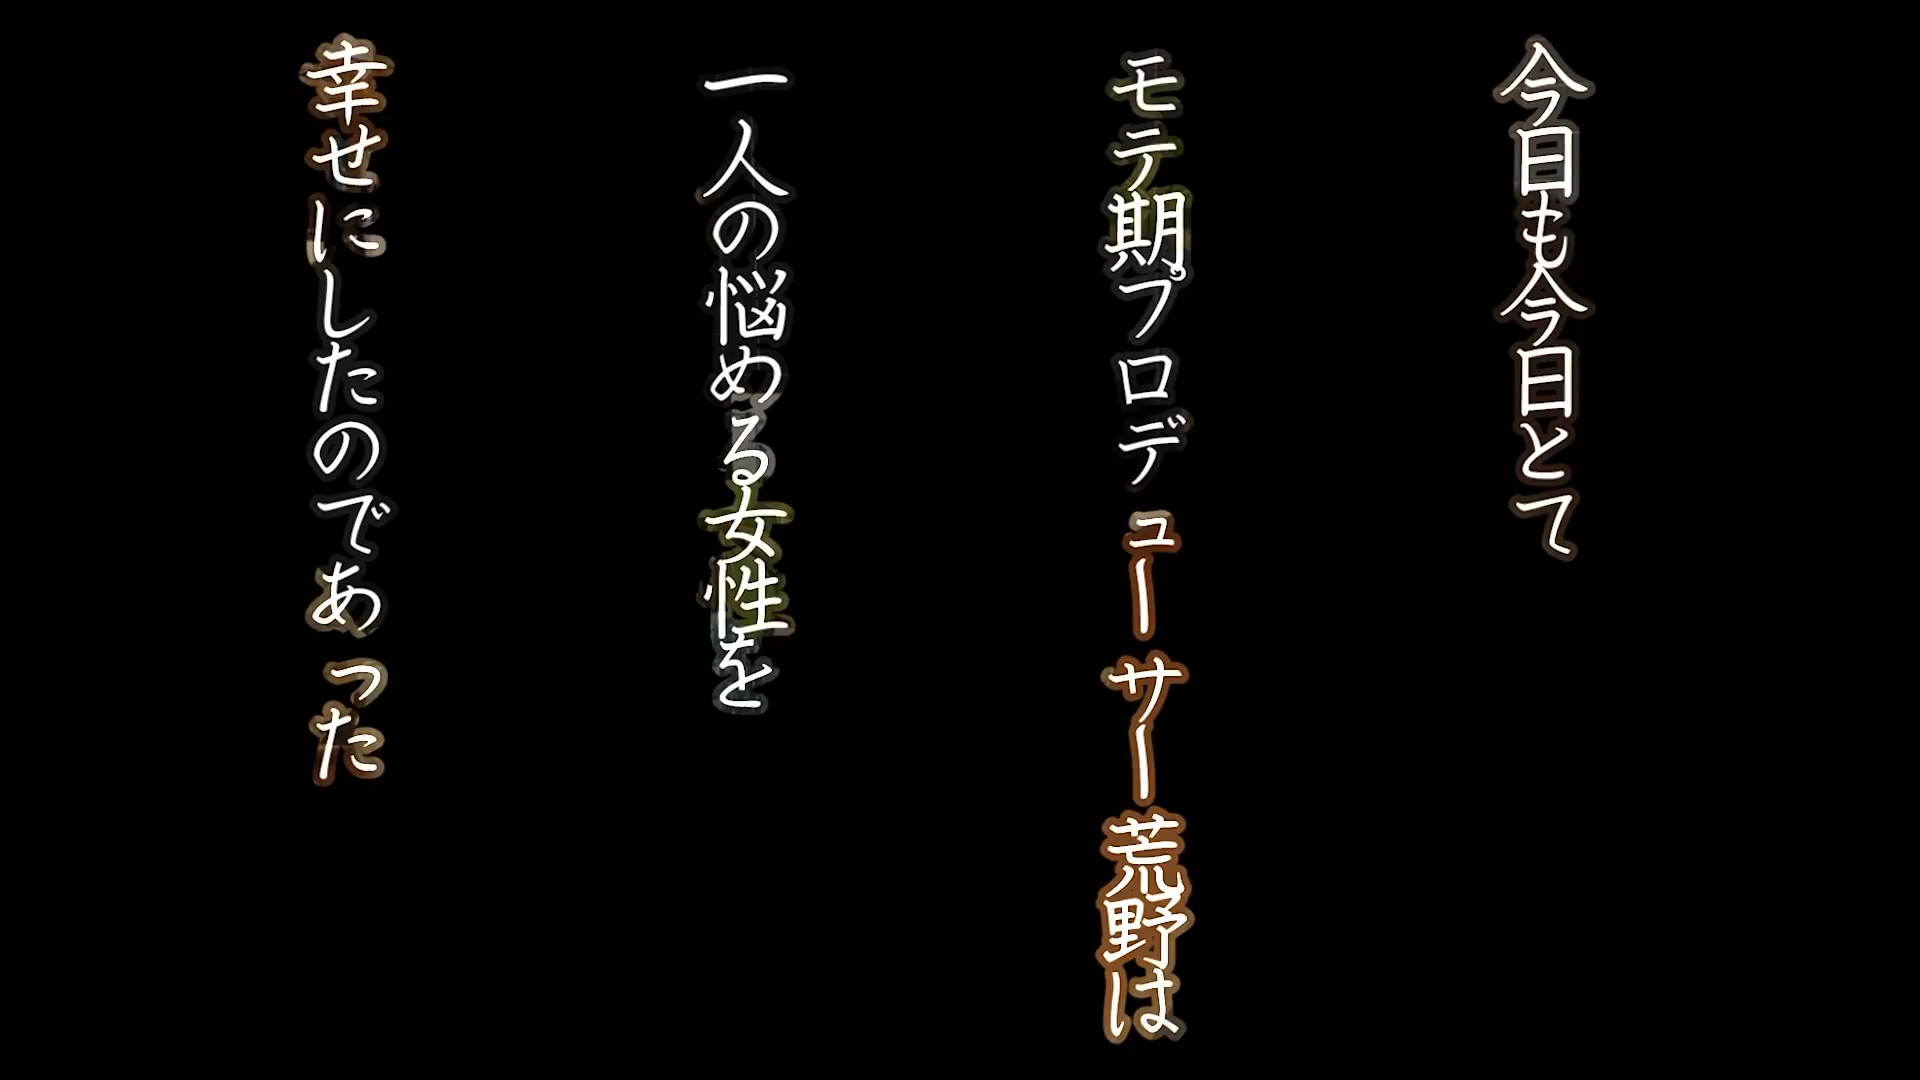 今日も今日とて
モテ期プロデューサー荒野は
一人の悩める女性を
幸せにしたのであった